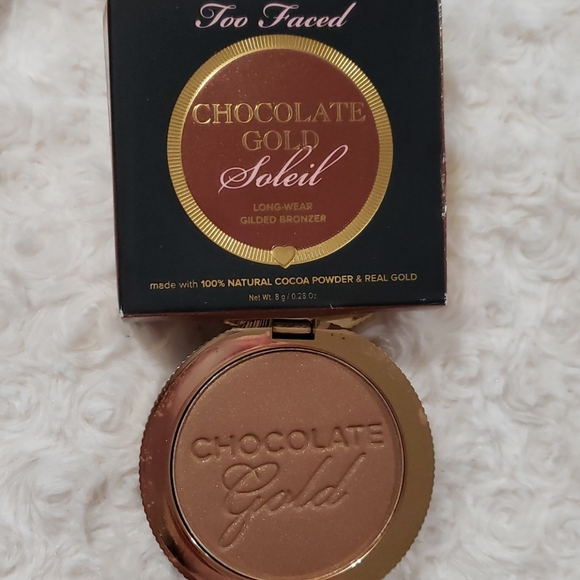 Too Faced
CHOCOLATE
GOLD
Soleil
LONG-WEAR
GILDED BRONZER
made with 100% NATURAL COCOA POWDER & REAL GOLD
Net Wt. 8 g / 0.28 Oz.
CHOCOLATE
Gold